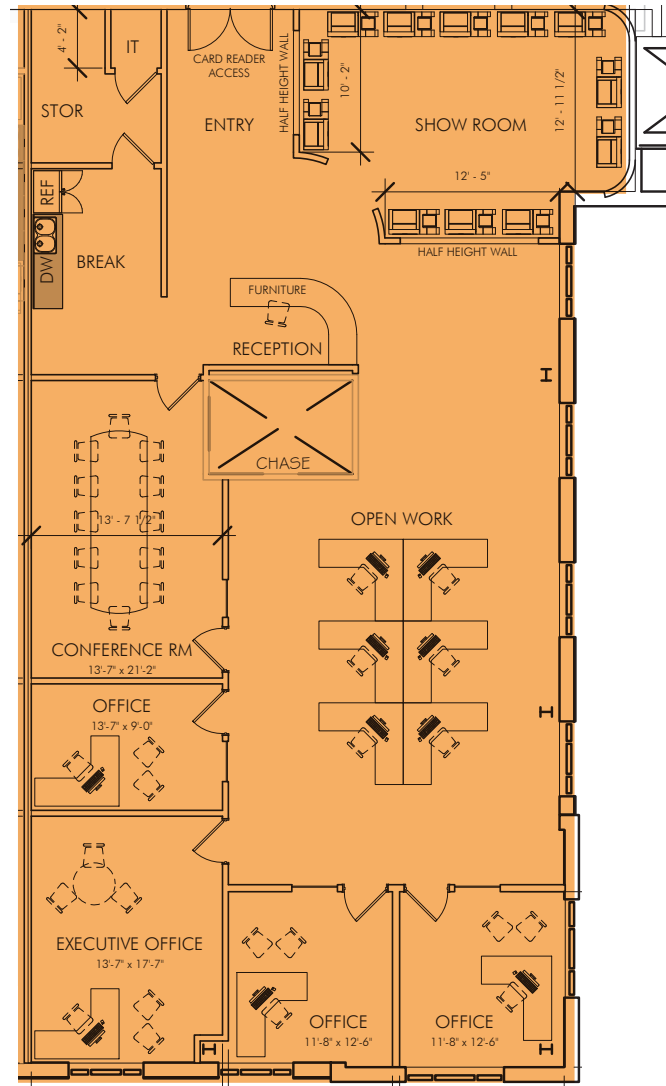 4' - 2"
IT
CARD READER
ACCESS
STOR
ENTRY
HALF HEIGHT WALL
10' - 2"
SHOW ROOM
12' - 11 1/2"
12' - 5"
REF
DW
BREAK
HALF HEIGHT WALL
FURNITURE
RECEPTION
CHASE
13' - 7 1/2"
OPEN WORK
CONFERENCE RM
13'-7" x 21'-2"
OFFICE
13'-7" x 9'-0"
EXECUTIVE OFFICE
13'-7" x 17'-7"
OFFICE
11'-8" x 12'-6"
OFFICE
11'-8" x 12'-6"